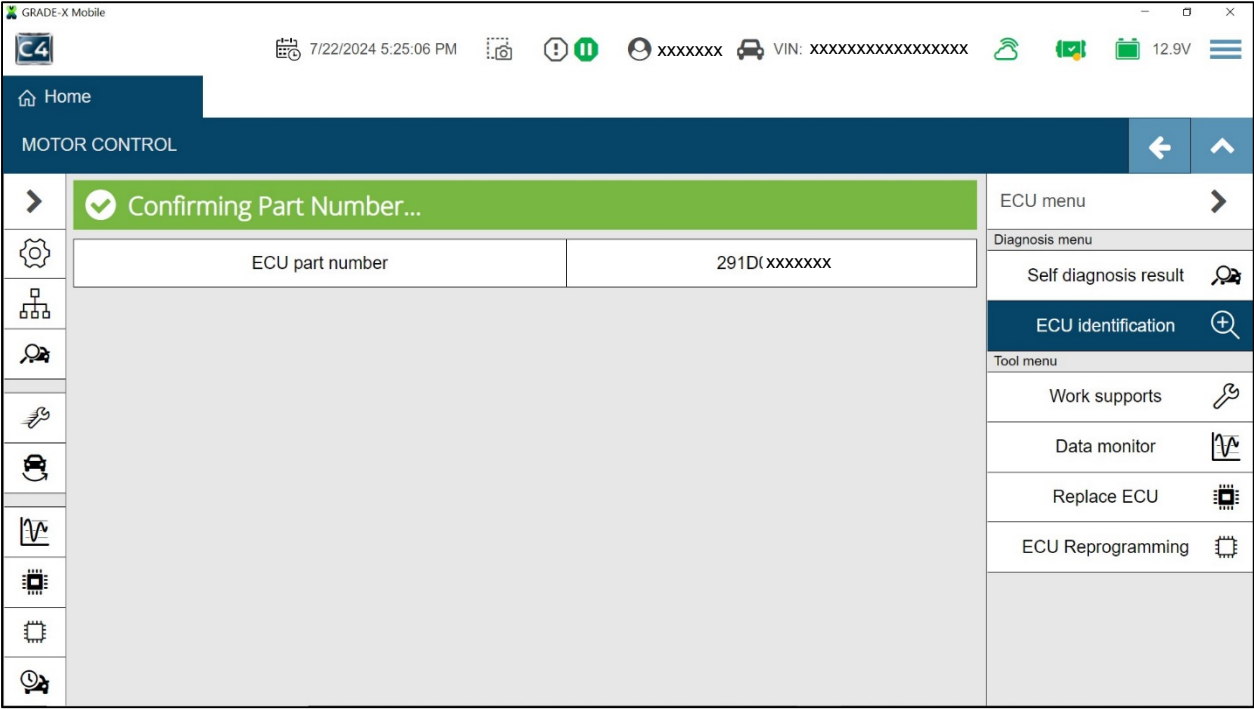 GRADE-X Mobile
C4
7/22/2024 5:25:06 PM
xxxxxxx
VIN: xxxxxxxxxxxxxxxxx
12.9V
Home
MOTOR CONTROL
Confirming Part Number...
ECU part number
291D(xxxxxxx
ECU menu
Diagnosis menu
Self diagnosis result
ECU identification
Tool menu
Work supports
Data monitor
Replace ECU
ECU Reprogramming